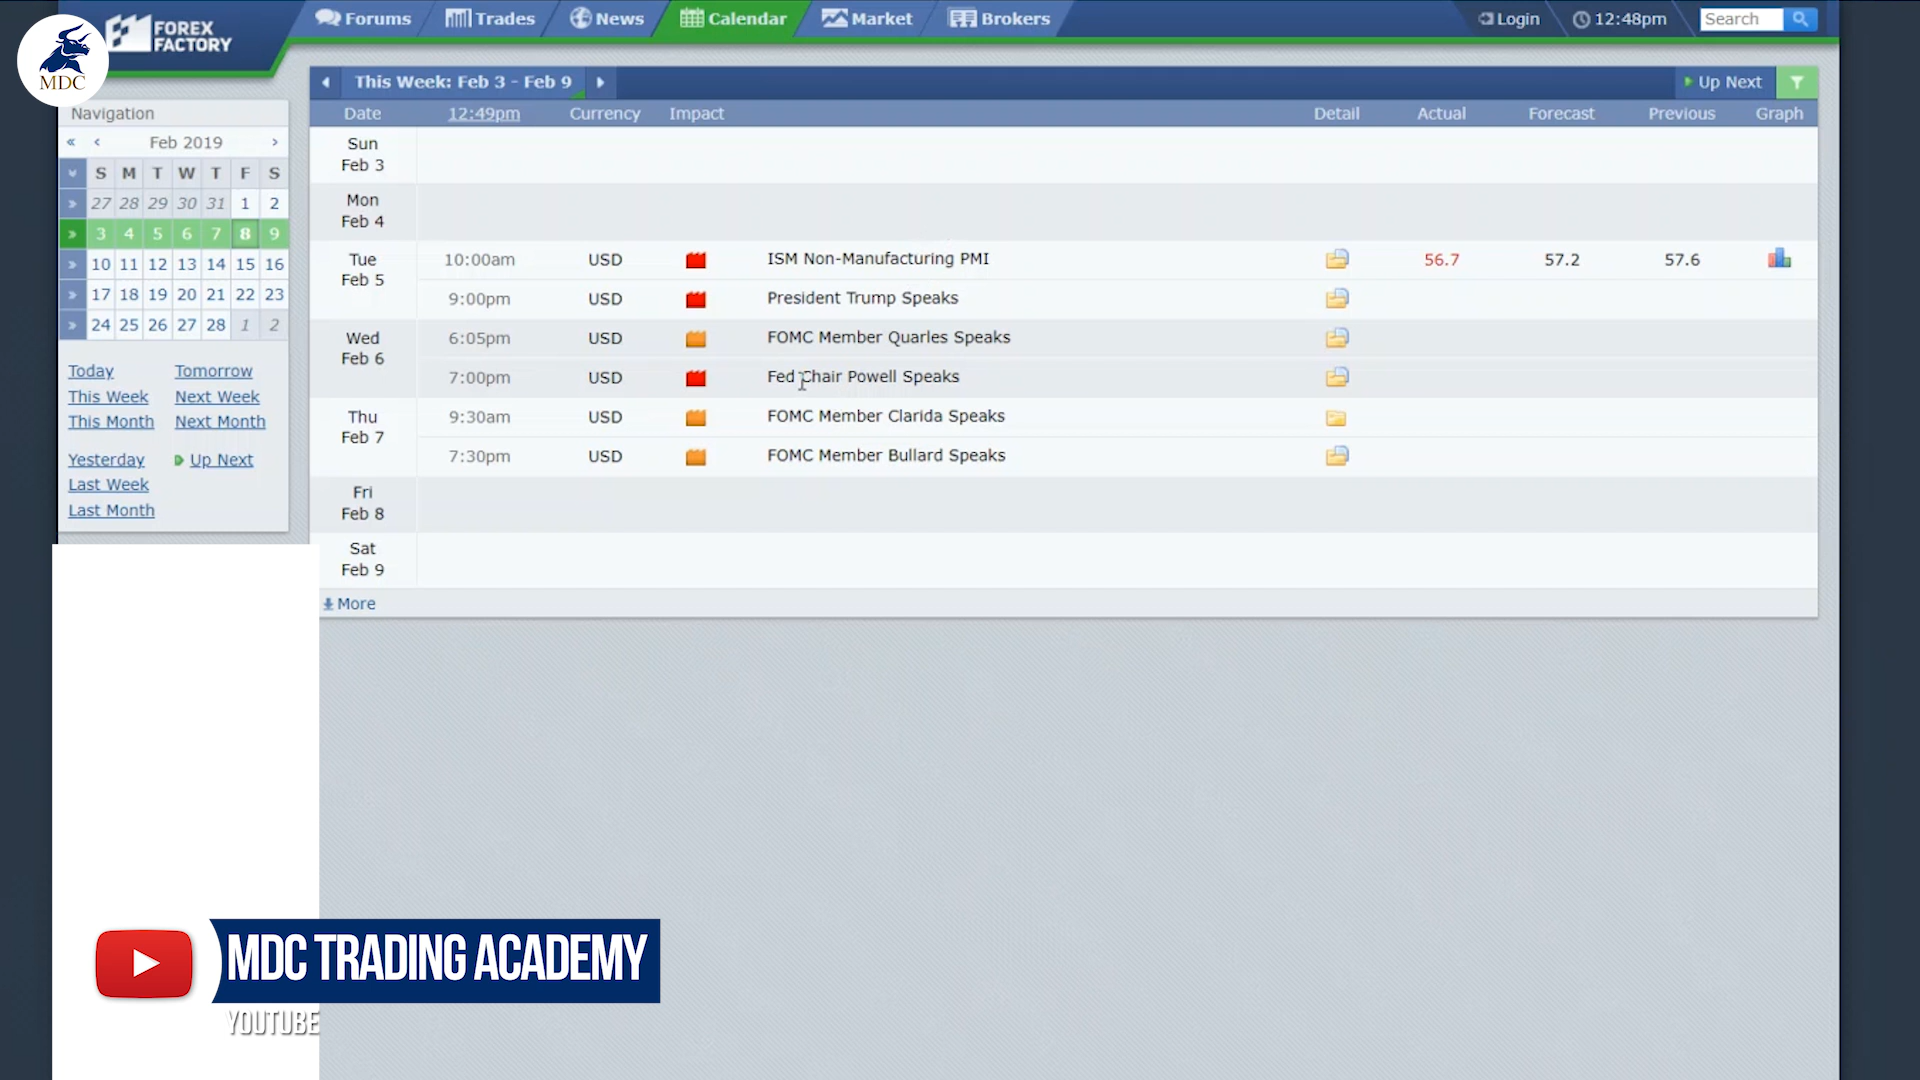 MDC
FOREX
FACTORY
Forums
Trades
News
Calendar
Market
Brokers
Login
12:48pm
Search
Navigation
« ‹ Feb 2019 ›
S M T W T F S
» 27 28 29 30 31 1 2
» 3 4 5 6 7 8 9
» 10 11 12 13 14 15 16
» 17 18 19 20 21 22 23
» 24 25 26 27 28 1 2
Today Tomorrow
This Week Next Week
This Month Next Month
Yesterday Up Next
Last Week
Last Month
This Week: Feb 3 - Feb 9
Up Next
Date 12:49pm Currency Impact Detail Actual Forecast Previous Graph
Sun
Feb 3
Mon
Feb 4
Tue
Feb 5
10:00am USD ISM Non-Manufacturing PMI 56.7 57.2 57.6
9:00pm USD President Trump Speaks
Wed
Feb 6
6:05pm USD FOMC Member Quarles Speaks
7:00pm USD Fed Chair Powell Speaks
Thu
Feb 7
9:30am USD FOMC Member Clarida Speaks
7:30pm USD FOMC Member Bullard Speaks
Fri
Feb 8
Sat
Feb 9
More
MDC TRADING ACADEMY
YOUTUBE